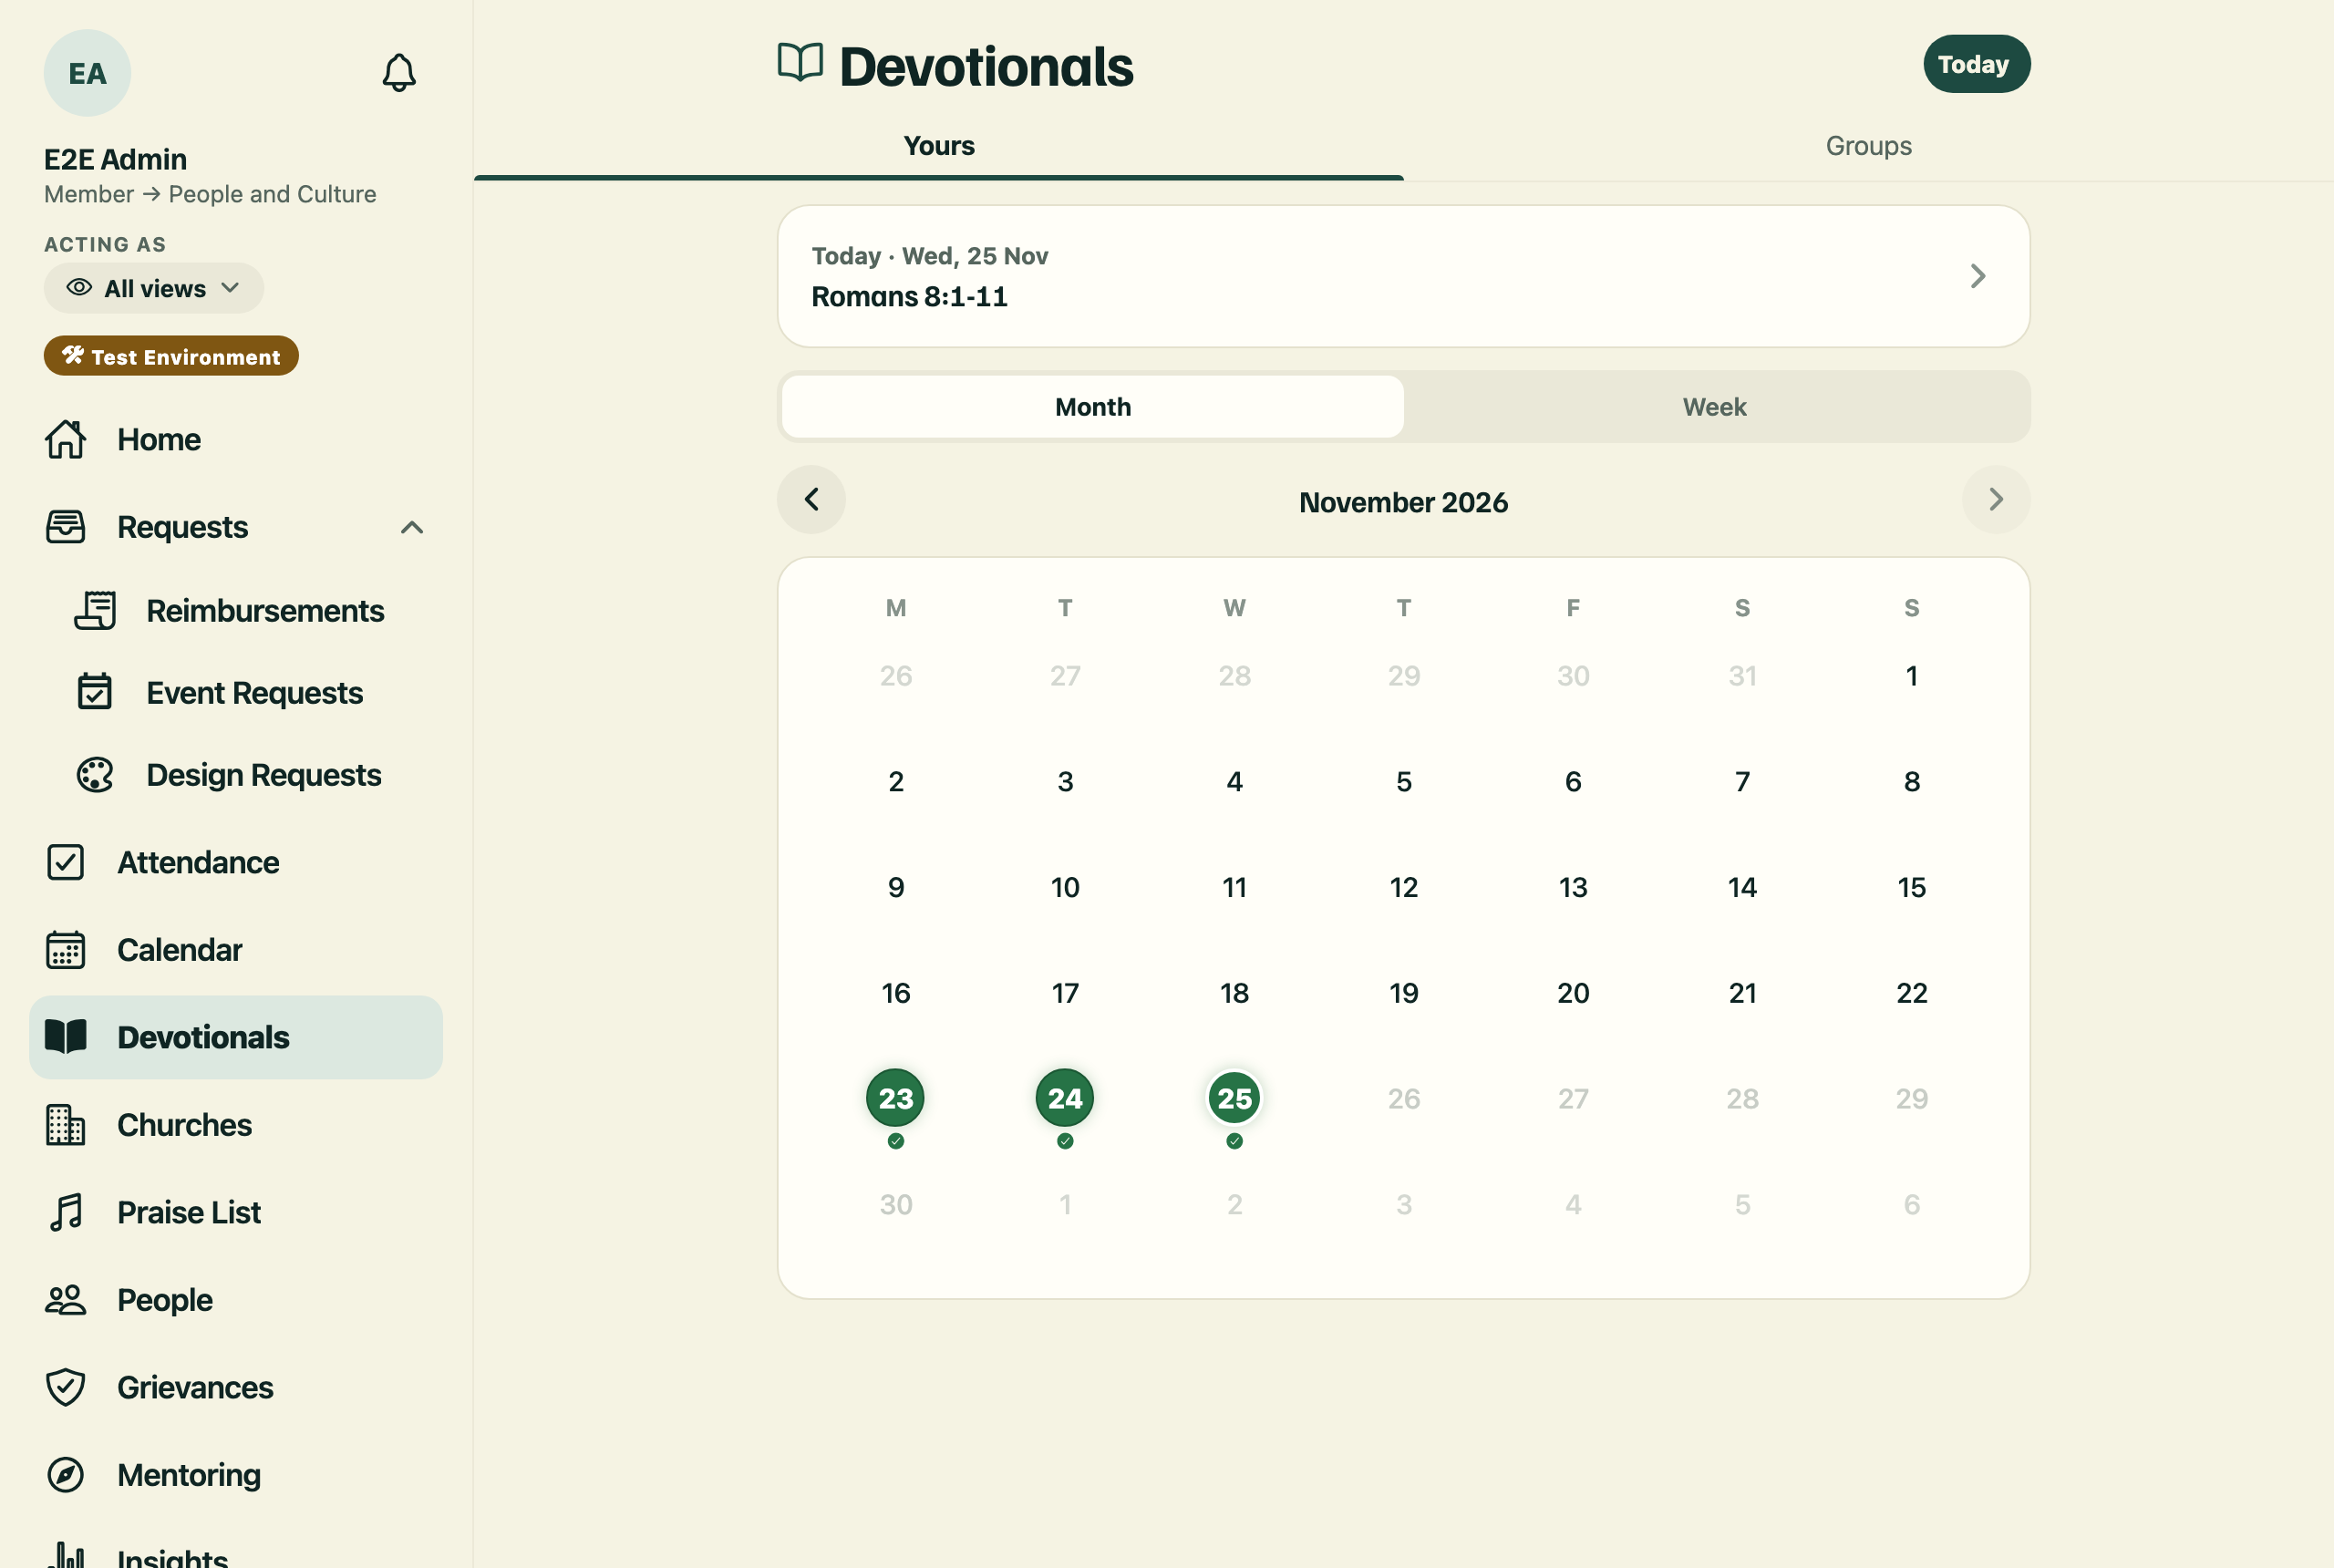 EA
E2E Admin
Member → People and Culture
ACTING AS
All views
Test Environment
Home
Requests
Reimbursements
Event Requests
Design Requests
Attendance
Calendar
Devotionals
Churches
Praise List
People
Grievances
Mentoring
Insights
Devotionals
Today
Yours
Groups
Today · Wed, 25 Nov
Romans 8:1-11
Month
Week
November 2026
M T W T F S S
26 27 28 29 30 31 1
2 3 4 5 6 7 8
9 10 11 12 13 14 15
16 17 18 19 20 21 22
23 24 25 26 27 28 29
30 1 2 3 4 5 6